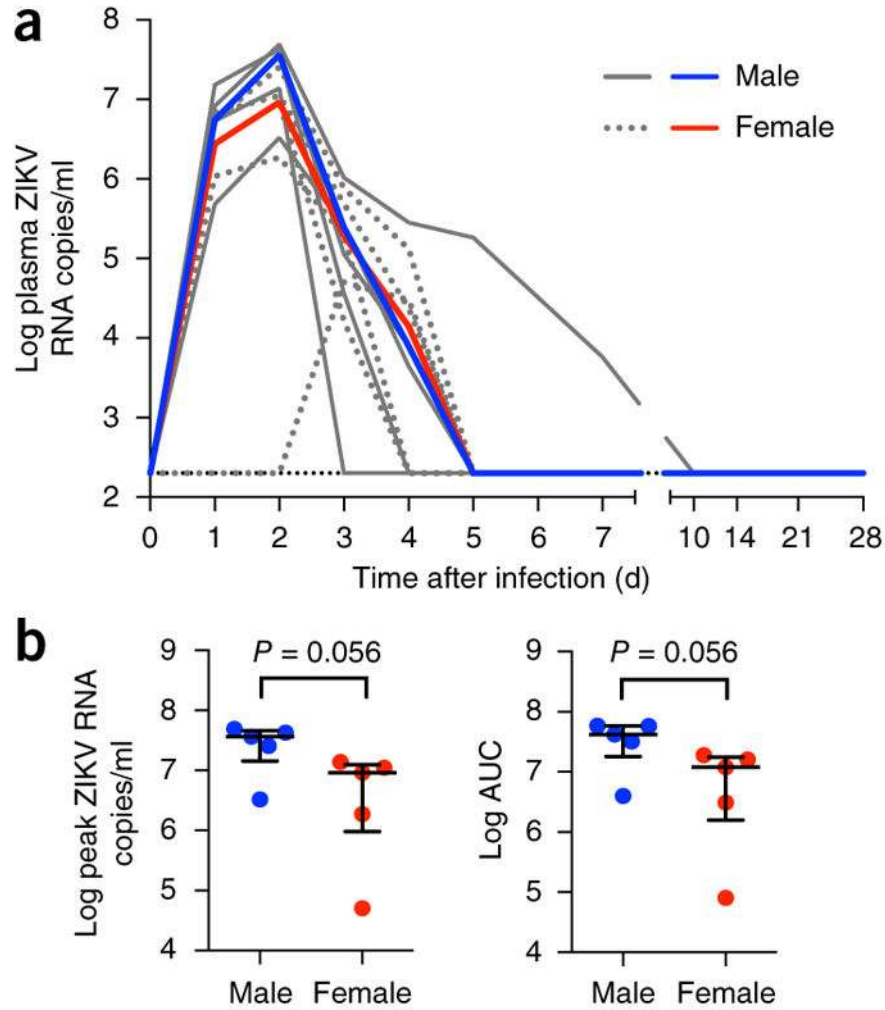 a
8
7
6
5
4
3
2
Log plasma ZIKV
RNA copies/ml
Male
Female
0 1 2 3 4 5 6 7 10 14 21 28
Time after infection (d)
b
9
8
7
6
5
4
Log peak ZIKV RNA
copies/ml
P = 0.056
Male Female
9
8
7
6
5
4
Log AUC
P = 0.056
Male Female